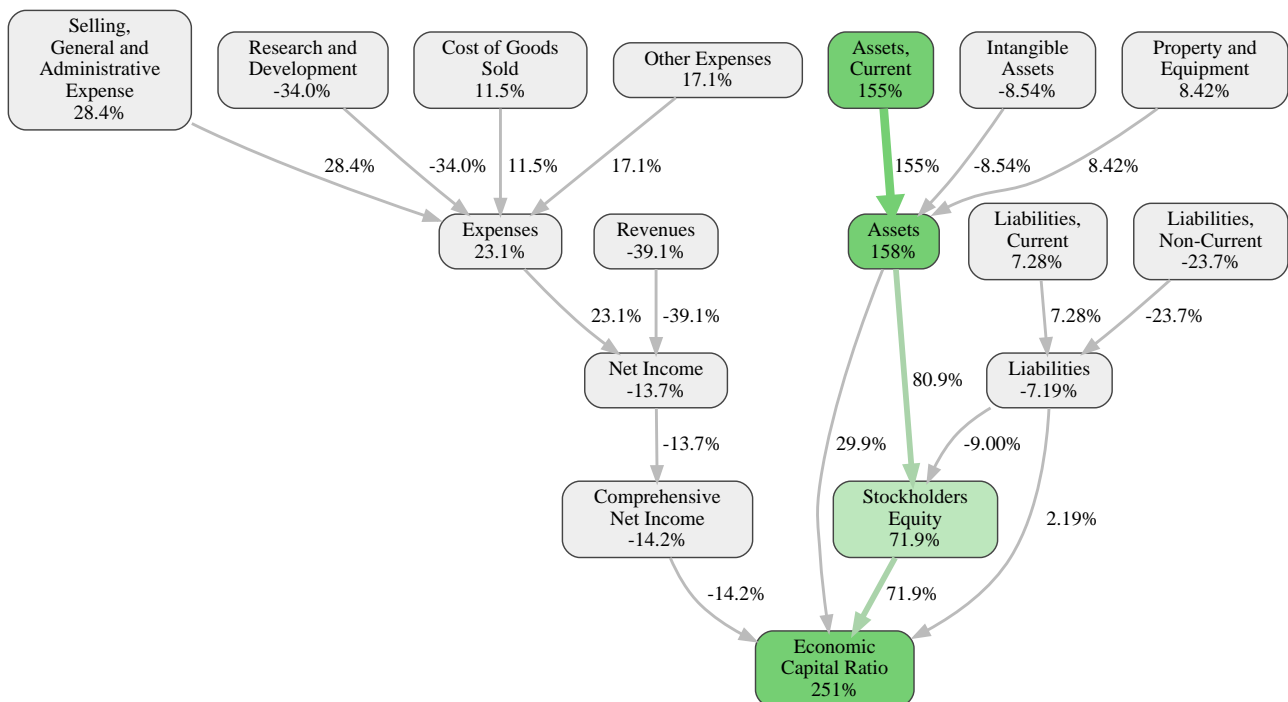 Selling,
General and
Administrative
Expense
28.4%
Research and
Development
-34.0%
Cost of Goods
Sold
11.5%
Other Expenses
17.1%
Assets,
Current
155%
Intangible
Assets
-8.54%
Property and
Equipment
8.42%
28.4%
-34.0%
11.5%
17.1%
155%
-8.54%
8.42%
Expenses
23.1%
Revenues
-39.1%
Assets
158%
Liabilities,
Current
7.28%
Liabilities,
Non-Current
-23.7%
23.1%
-39.1%
7.28%
-23.7%
Net Income
-13.7%
80.9%
Liabilities
-7.19%
-13.7%
29.9%
-9.00%
Comprehensive
Net Income
-14.2%
Stockholders
Equity
71.9%
2.19%
-14.2%
71.9%
Economic
Capital Ratio
251%